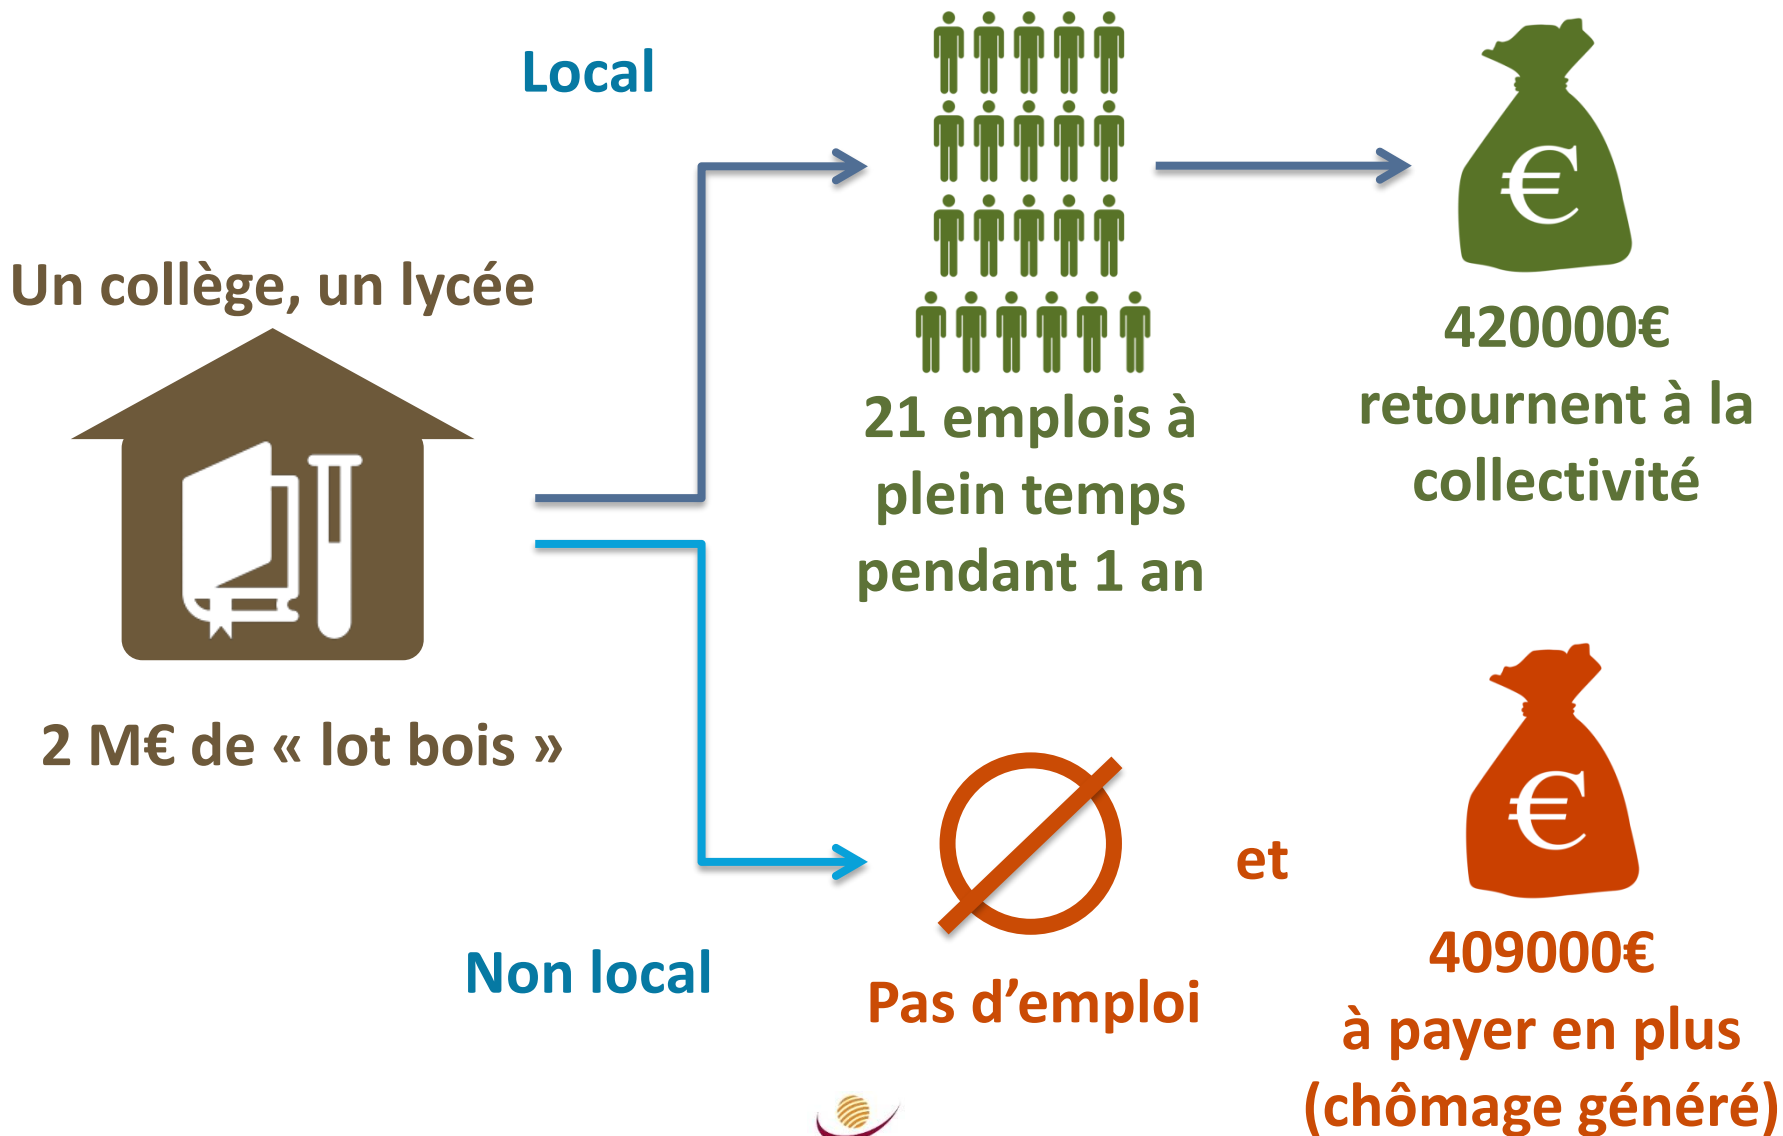 Local
Un collège, un lycée
2 M€ de « lot bois »
21 emplois à
plein temps
pendant 1 an
€
420000€
retournent à la
collectivité
Non local
Pas d’emploi
et
€
409000€
à payer en plus
(chômage généré)